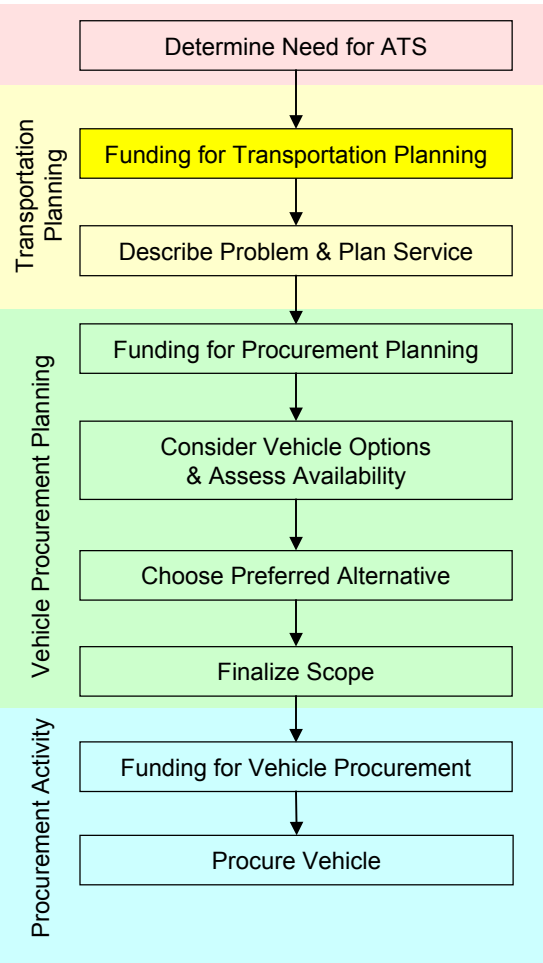 Determine Need for ATS
Transportation
Planning
Funding for Transportation Planning
Describe Problem & Plan Service
Vehicle Procurement Planning
Funding for Procurement Planning
Consider Vehicle Options
& Assess Availability
Choose Preferred Alternative
Finalize Scope
Procurement Activity
Funding for Vehicle Procurement
Procure Vehicle